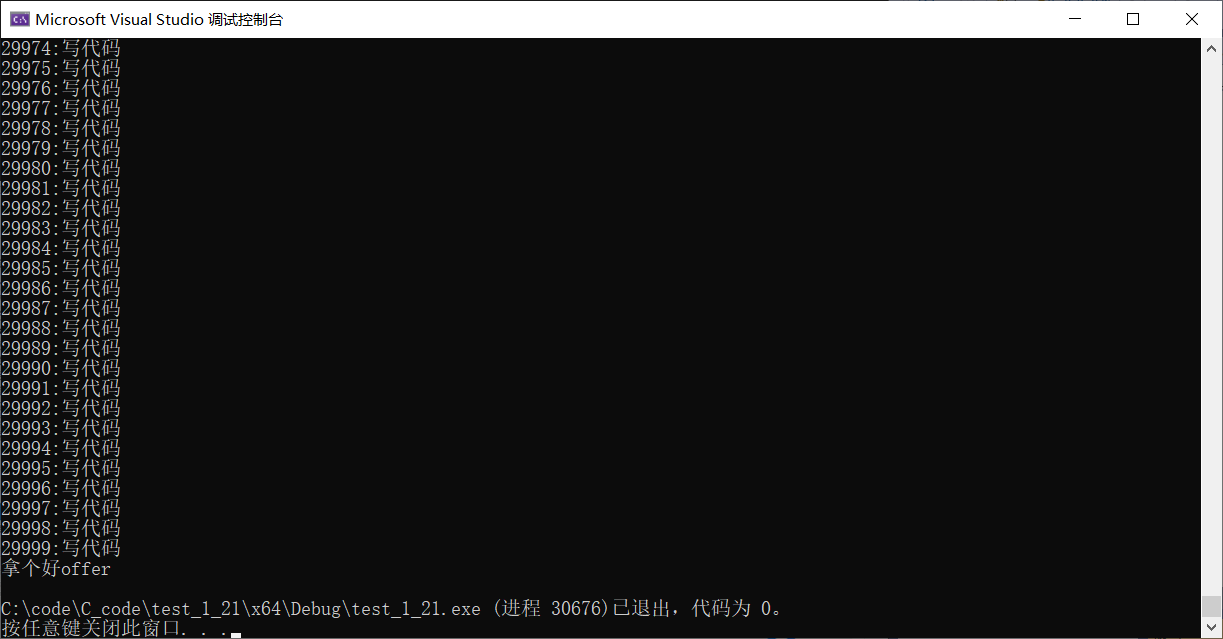 Microsoft Visual Studio 调试控制台
29974:写代码
29975:写代码
29976:写代码
29977:写代码
29978:写代码
29979:写代码
29980:写代码
29981:写代码
29982:写代码
29983:写代码
29984:写代码
29985:写代码
29986:写代码
29987:写代码
29988:写代码
29989:写代码
29990:写代码
29991:写代码
29992:写代码
29993:写代码
29994:写代码
29995:写代码
29996:写代码
29997:写代码
29998:写代码
29999:写代码
拿个好offer
C:\code\C_code\test_1_21\x64\Debug\test_1_21.exe (进程 30676)已退出，代码为 0。
按任意键关闭此窗口. . .